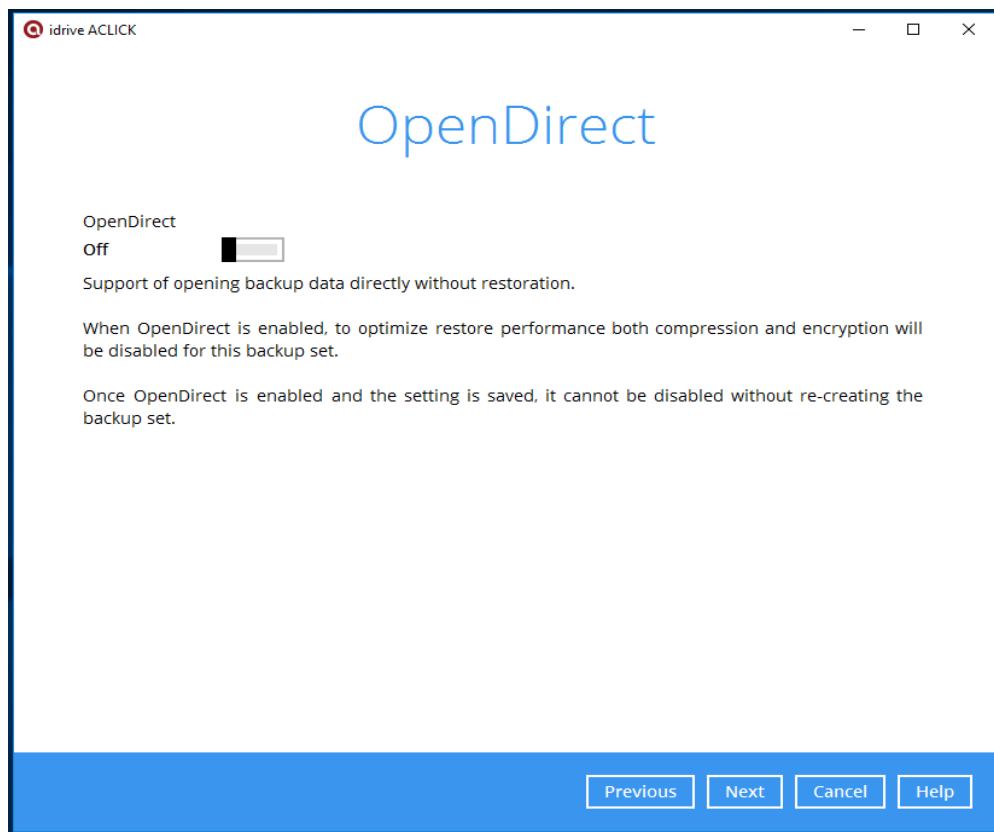 idrive ACLICK
OpenDirect
OpenDirect
Off
Support of opening backup data directly without restoration.
When OpenDirect is enabled, to optimize restore performance both compression and encryption will
be disabled for this backup set.
Once OpenDirect is enabled and the setting is saved, it cannot be disabled without re-creating the
backup set.
Previous Next Cancel Help